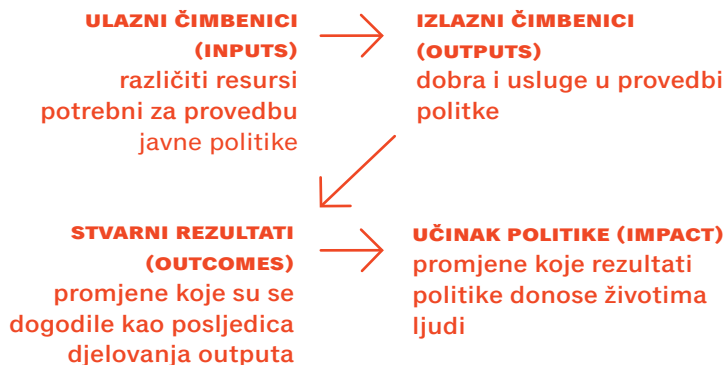 ULAZNI ČIMBENICI
(INPUTS)
različiti resursi
potrebni za provedbu
javne politike
IZLAZNI ČIMBENICI
(OUTPUTS)
dobra i usluge u provedbi
politke
STVARNI REZULTATI
(OUTCOMES)
promjene koje su se
dogodile kao posljedica
djelovanja outputa
UČINAK POLITIKE (IMPACT)
promjene koje rezultati
politike donose životima
ljudi